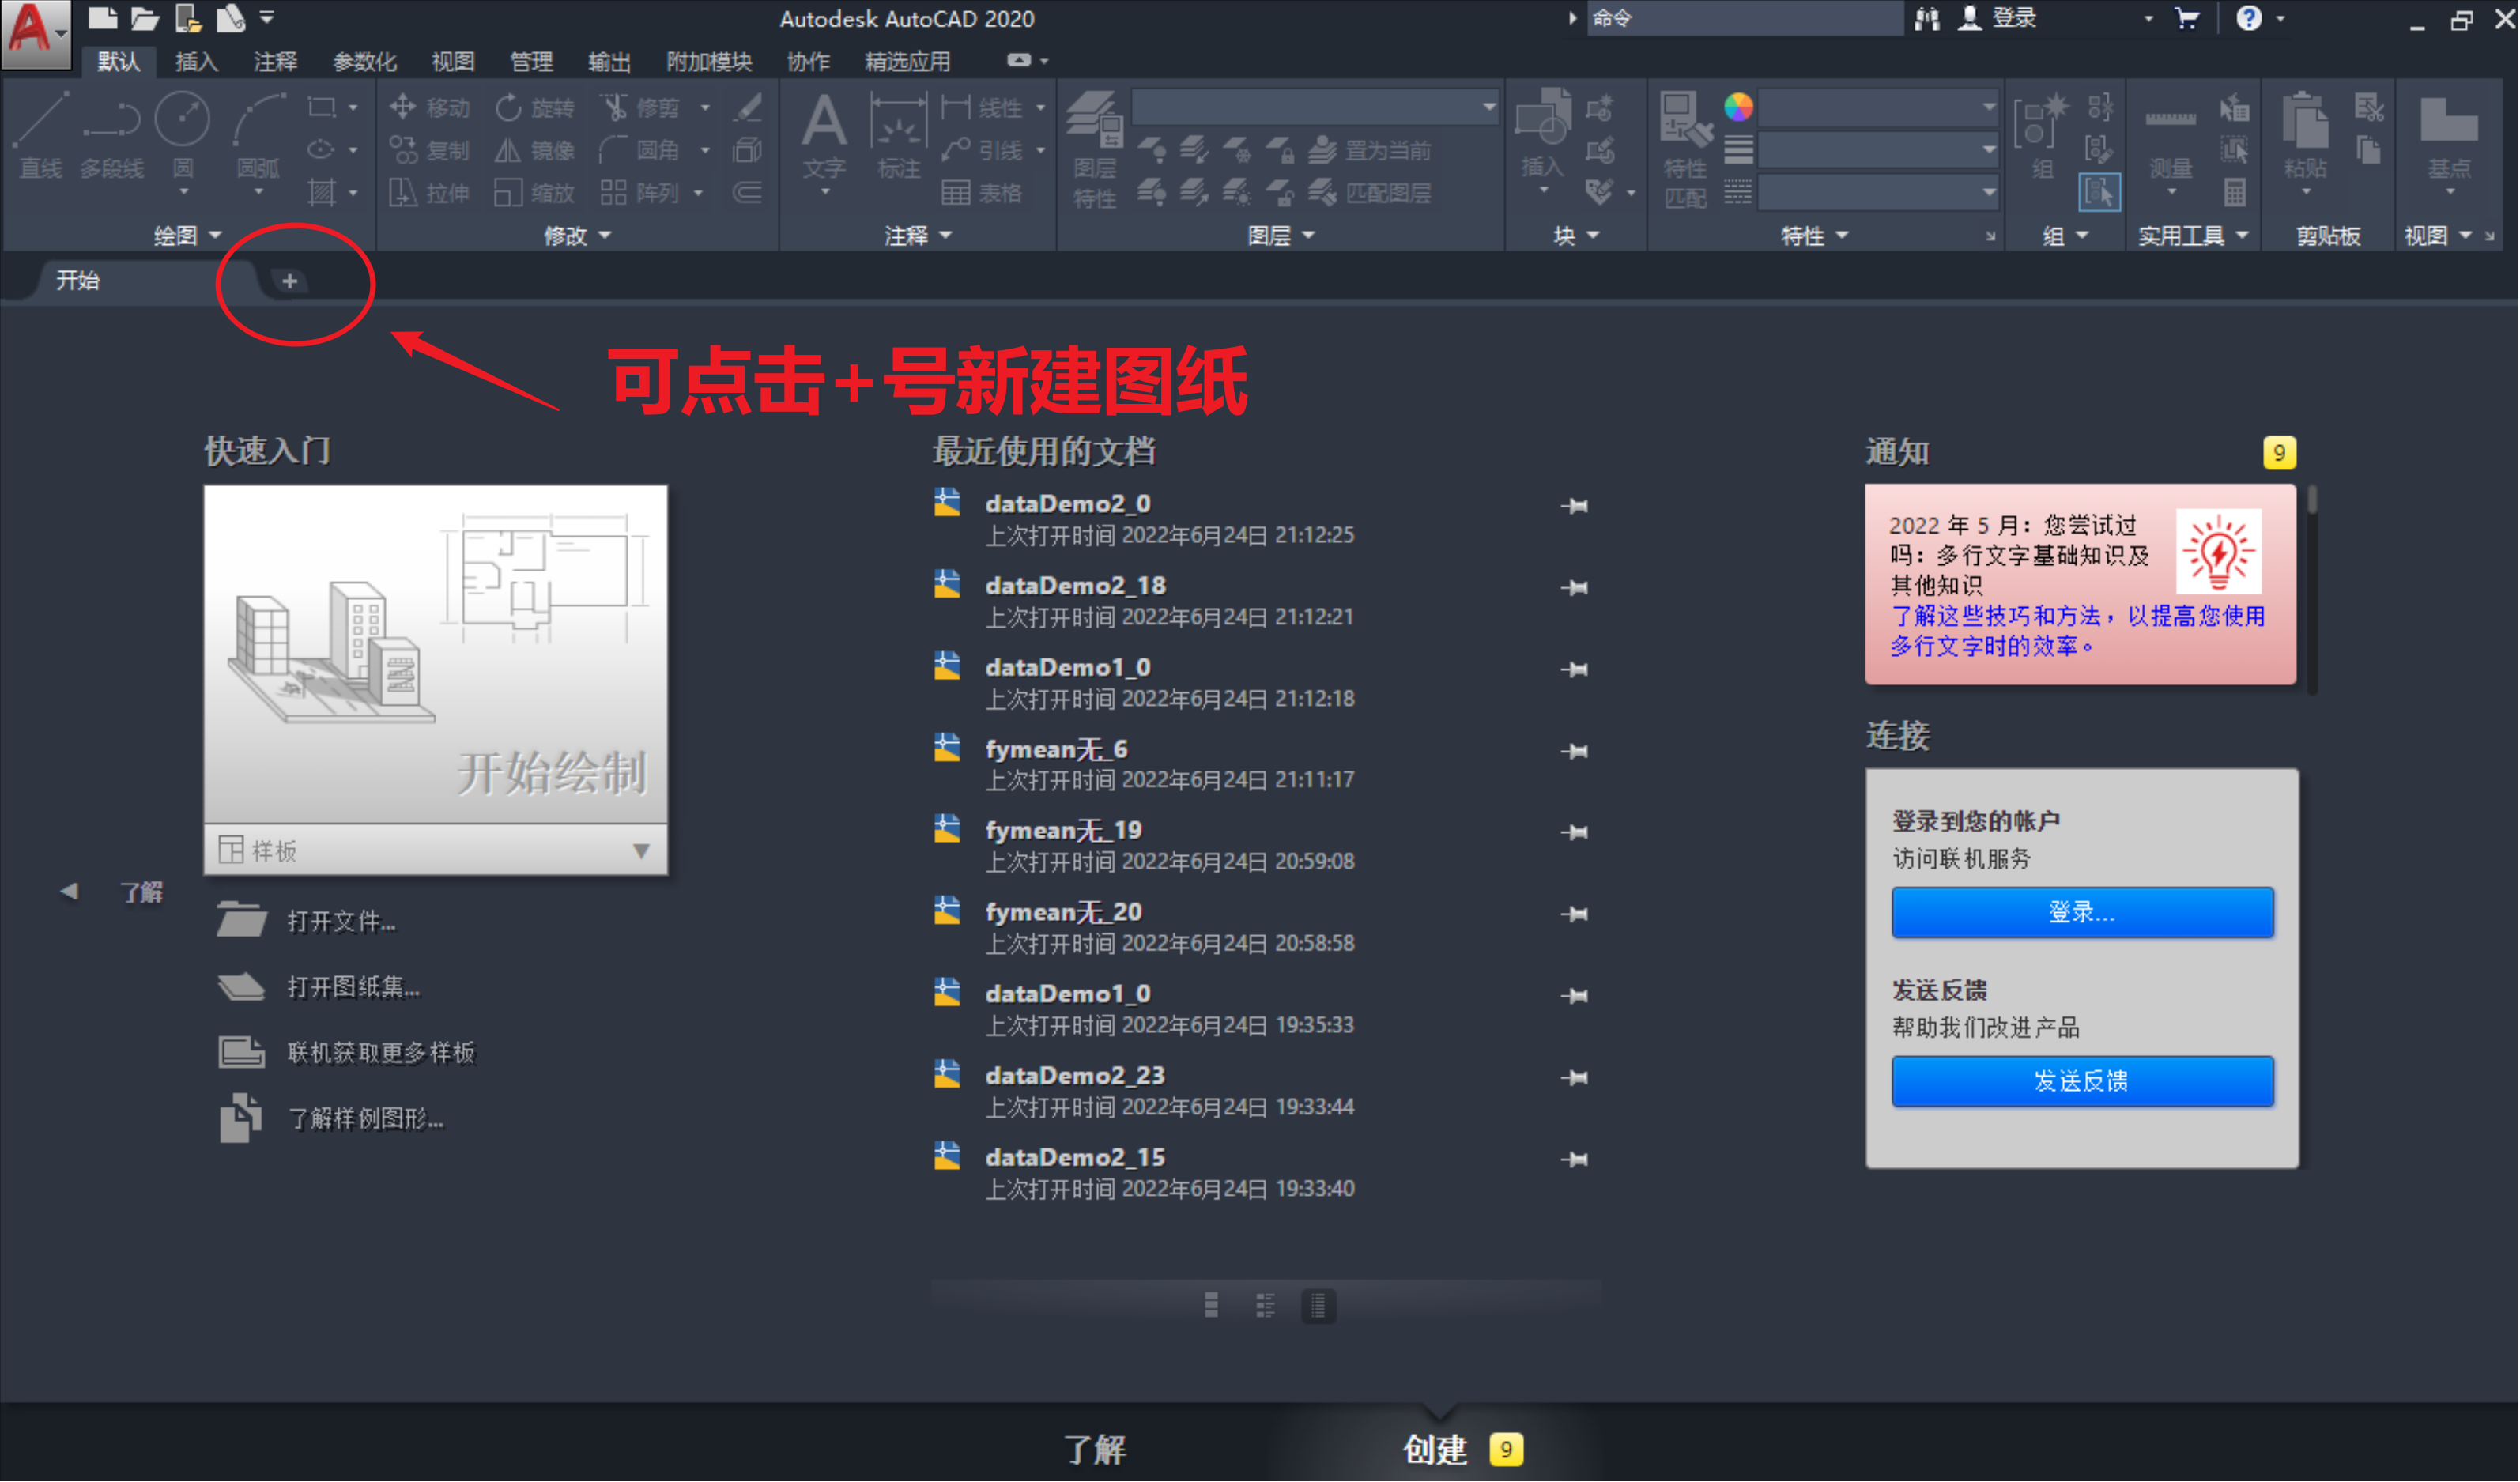 Autodesk AutoCAD 2020
命令
登录
默认 插入 注释 参数化 视图 管理 输出 附加模块 协作 精选应用
直线 多段线 圆 圆弧
移动 旋转 修剪
复制 镜像 圆角
拉伸 缩放 阵列
文字 标注
线性
引线
表格
图层
特性
置为当前
匹配图层
插入
特性
匹配
组
测量
粘贴
基点
绘图 修改 注释 图层 块 特性 组 实用工具 剪贴板 视图
开始
+
可点击+号新建图纸
快速入门
开始绘制
样板
了解
打开文件...
打开图纸集...
联机获取更多样板
了解样例图形...
最近使用的文档
dataDemo2_0
上次打开时间 2022年6月24日 21:12:25
dataDemo2_18
上次打开时间 2022年6月24日 21:12:21
dataDemo1_0
上次打开时间 2022年6月24日 21:12:18
fymean无_6
上次打开时间 2022年6月24日 21:11:17
fymean无_19
上次打开时间 2022年6月24日 20:59:08
fymean无_20
上次打开时间 2022年6月24日 20:58:58
dataDemo1_0
上次打开时间 2022年6月24日 19:35:33
dataDemo2_23
上次打开时间 2022年6月24日 19:33:44
dataDemo2_15
上次打开时间 2022年6月24日 19:33:40
通知
9
2022 年 5 月：您尝试过
吗：多行文字基础知识及
其他知识
了解这些技巧和方法，以提高您使用
多行文字时的效率。
连接
登录到您的帐户
访问联机服务
登录...
发送反馈
帮助我们改进产品
发送反馈
了解
创建 9